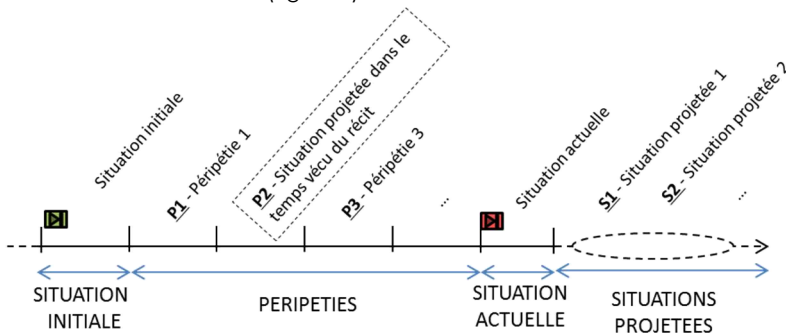 Situation initiale
P1 - Péripétie 1
P2 - Situation projetée dans le
temps vécu du récit
P3 - Péripétie 3
...
Situation actuelle
S1 - Situation projetée 1
S2 - Situation projetée 2
...
SITUATION
INITIALE
PERIPETIES
SITUATION
ACTUELLE
SITUATIONS
PROJETEES